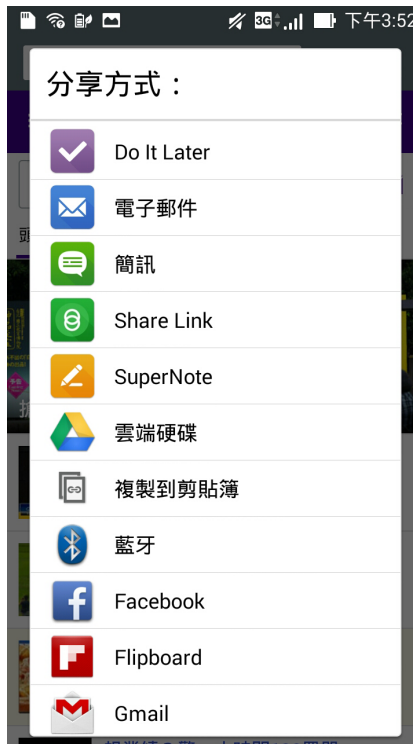 3G 下午3:52
分享方式：
Do It Later
電子郵件
簡訊
Share Link
SuperNote
雲端硬碟
複製到剪貼簿
藍牙
Facebook
Flipboard
Gmail